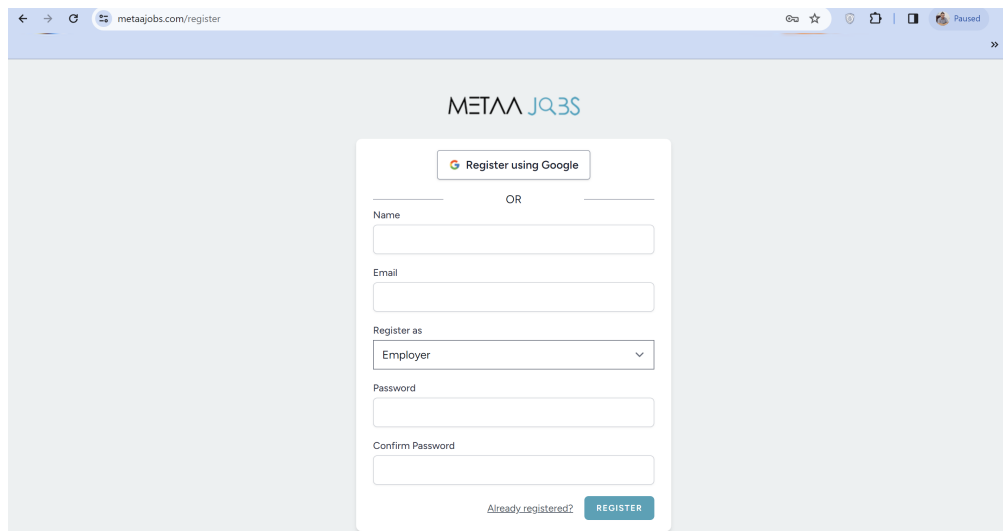 metaajobs.com/register
Paused
METAA JOBS
Register using Google
OR
Name
Email
Register as
Employer
Password
Confirm Password
Already registered?
REGISTER